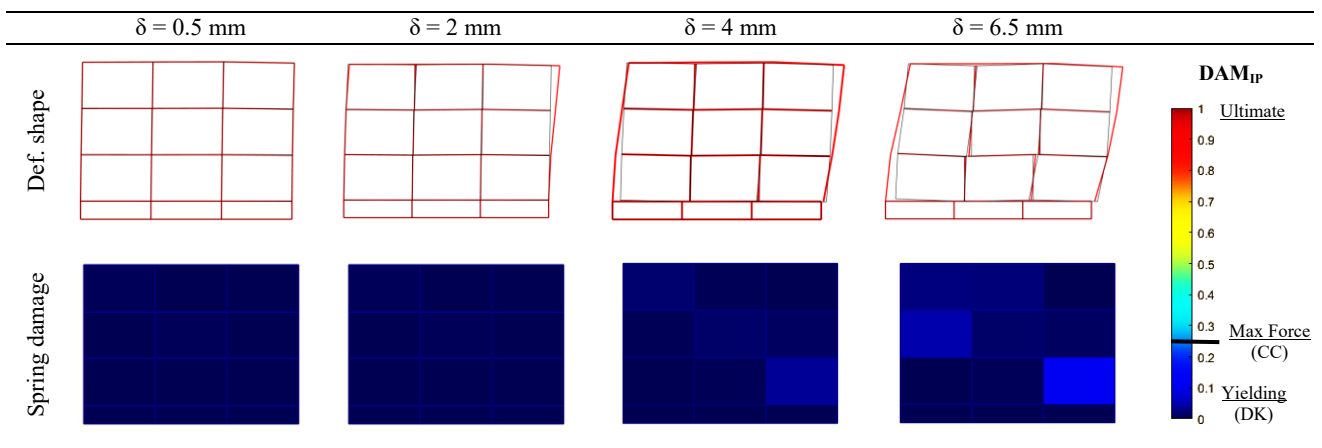 δ = 0.5 mm δ = 2 mm δ = 4 mm δ = 6.5 mm
Def. shape
DAM_IP
1
Ultimate
0.9
0.8
0.7
0.6
0.5
0.4
0.3
Max Force
(CC)
0.2
0.1
Yielding
(DK)
0
Spring damage